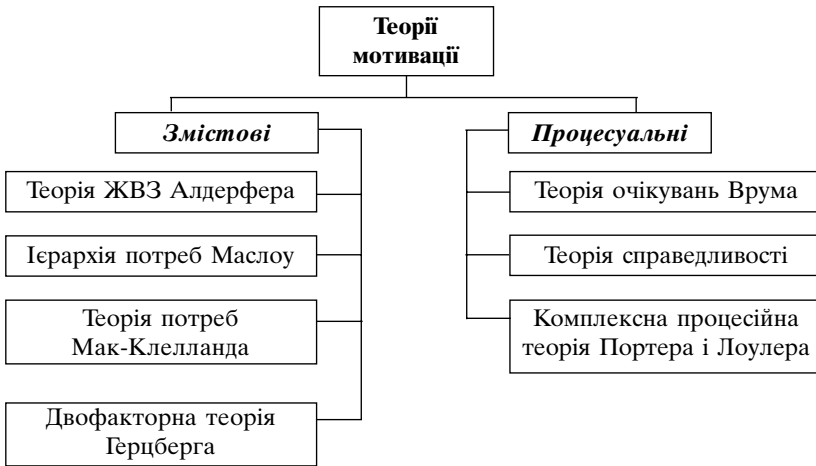 Теорії
мотивації
Змістові
Процесуальні
Теорія ЖВЗ Алдерфера
Ієрархія потреб Маслоу
Теорія потреб
Мак-Клелланда
Двофакторна теорія
Герцберга
Теорія очікувань Врума
Теорія справедливості
Комплексна процесійна
теорія Портера і Лоулера